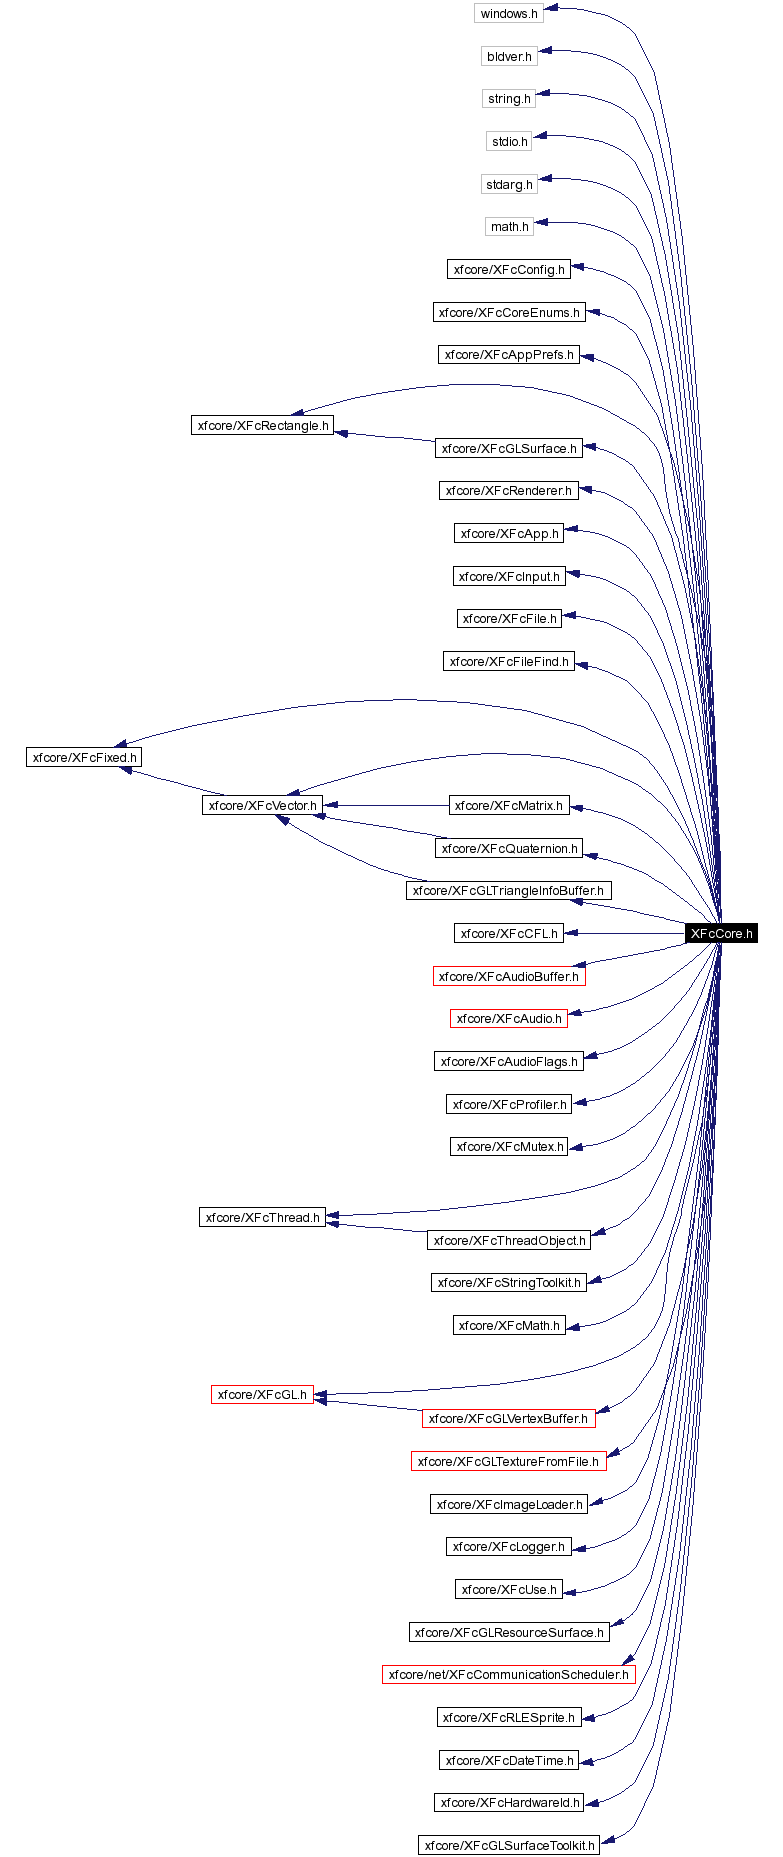 windows.h
bldver.h
string.h
stdio.h
stdarg.h
math.h
xfcore/XFcConfig.h
xfcore/XFcCoreEnums.h
xfcore/XFcAppPrefs.h
xfcore/XFcRectangle.h
xfcore/XFcGLSurface.h
xfcore/XFcRenderer.h
xfcore/XFcApp.h
xfcore/XFcInput.h
xfcore/XFcFile.h
xfcore/XFcFileFind.h
xfcore/XFcFixed.h
xfcore/XFcVector.h
xfcore/XFcMatrix.h
xfcore/XFcQuaternion.h
xfcore/XFcGLTriangleInfoBuffer.h
xfcore/XFcCFL.h
XFcCore.h
xfcore/XFcAudioBuffer.h
xfcore/XFcAudio.h
xfcore/XFcAudioFlags.h
xfcore/XFcProfiler.h
xfcore/XFcMutex.h
xfcore/XFcThread.h
xfcore/XFcThreadObject.h
xfcore/XFcStringToolkit.h
xfcore/XFcMath.h
xfcore/XFcGL.h
xfcore/XFcGLVertexBuffer.h
xfcore/XFcGLTextureFromFile.h
xfcore/XFcImageLoader.h
xfcore/XFcLogger.h
xfcore/XFcUse.h
xfcore/XFcGLResourceSurface.h
xfcore/net/XFcCommunicationScheduler.h
xfcore/XFcRLESprite.h
xfcore/XFcDateTime.h
xfcore/XFcHardwareId.h
xfcore/XFcGLSurfaceToolkit.h